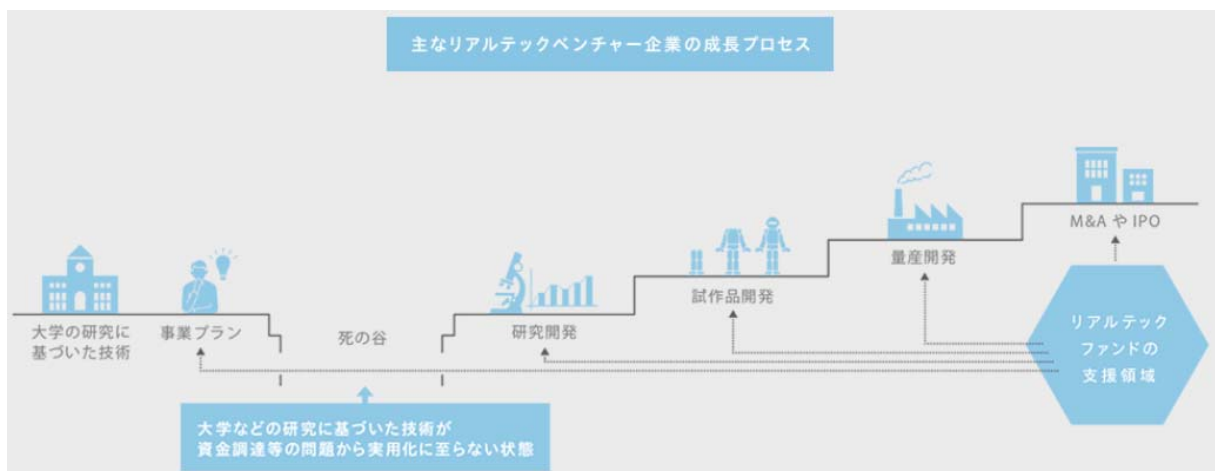 主なリアルテックベンチャー企業の成長プロセス
M&A や IPO
量産開発
試作品開発
大学の研究に
基づいた技術
事業プラン
死の谷
研究開発
リアルテック
ファンドの
支援領域
大学などの研究に基づいた技術が
資金調達等の問題から実用化に至らない状態